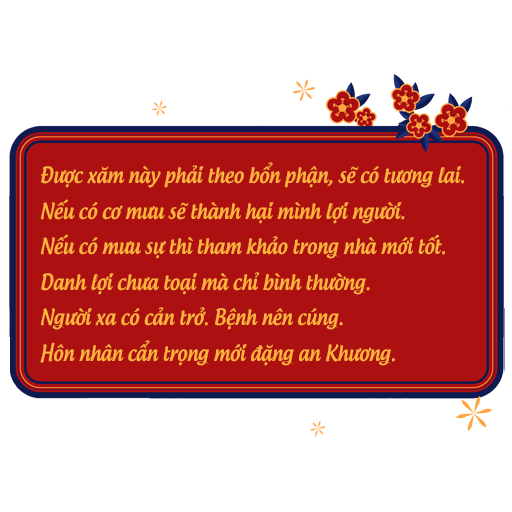 Được xăm này phải theo bổn phận, sẽ có tương lai.
Nếu có cơ mưu sẽ thành hại mình lợi người.
Nếu có mưu sự thì tham khảo trong nhà mới tốt.
Danh lợi chưa toại mà chỉ bình thường.
Người xa có cản trở. Bệnh nên cúng.
Hôn nhân cẩn trọng mới đặng an Khương.